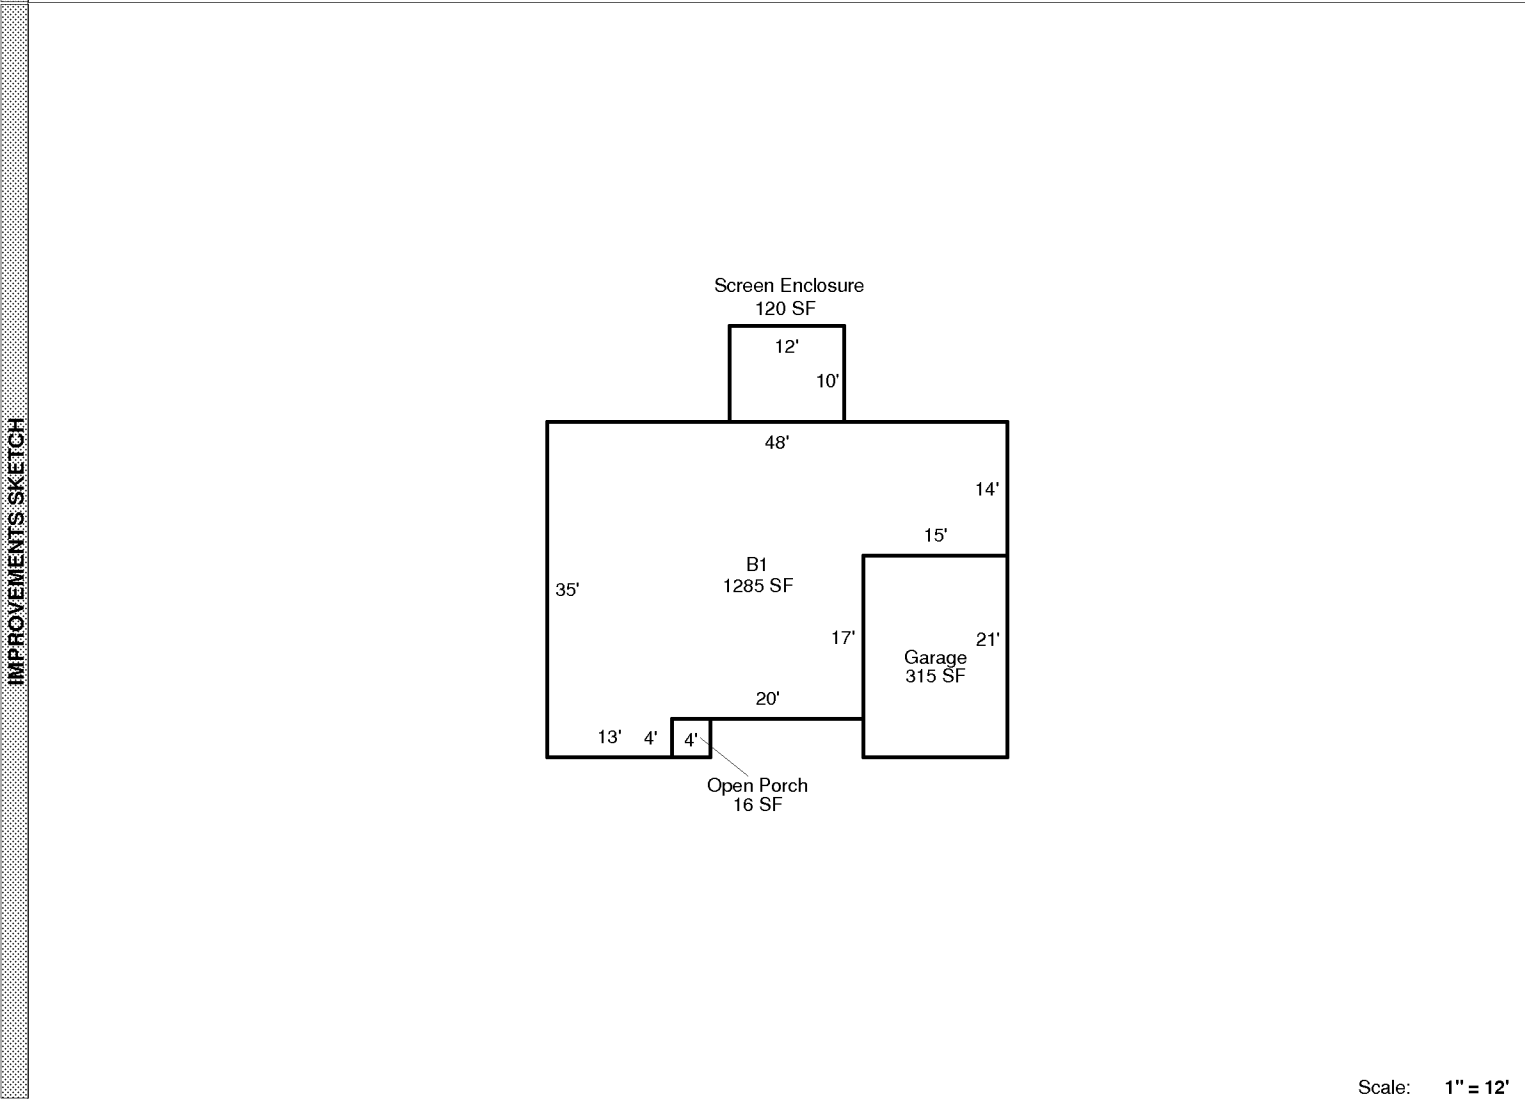 IMPROVEMENTS SKETCH
Screen Enclosure
120 SF
12'
10'
48'
14'
15'
B1
1285 SF
35'
17'
21'
Garage
315 SF
20'
13' 4' 4'
Open Porch
16 SF
Scale: 1" = 12'